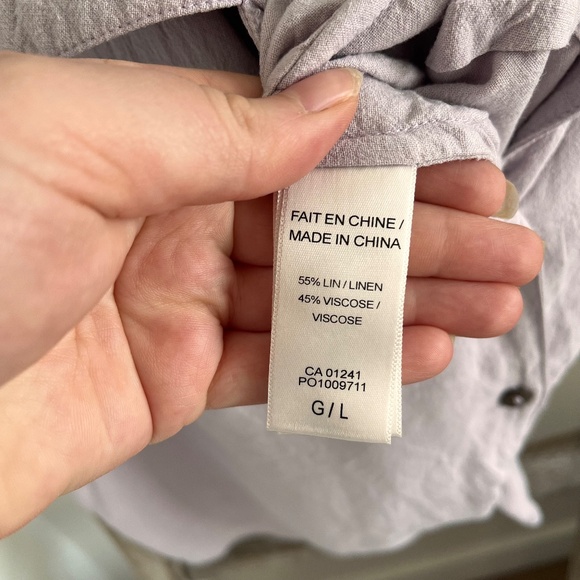 FAIT EN CHINE /
MADE IN CHINA
55% LIN / LINEN
45% VISCOSE /
VISCOSE
CA 01241
PO1009711
G / L